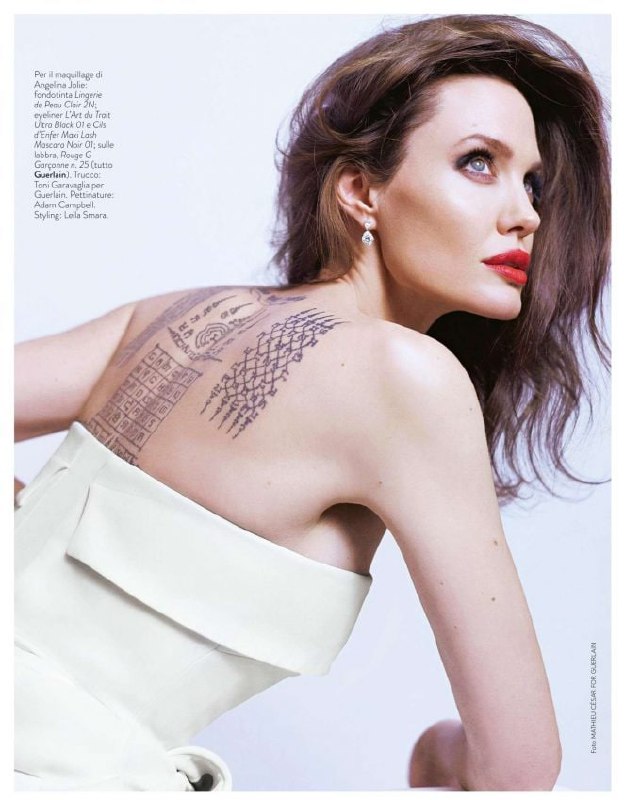 Per il maquillage di
Angelina Jolie:
fondotinta Lingerie
de Peau Clair 2N;
eyeliner L'Art du Trait
Ultra Black 01 e Cils
d'Enfer Maxi Lash
Mascara Noir 01; sulle
labbra, Rouge G
Garçonne n. 25 (tutto
Guerlain). Trucco:
Toni Garavaglia per
Guerlain. Pettinature:
Adam Campbell.
Styling: Leila Smara.
Foto MATHIEU CÉSAR FOR GUERLAIN